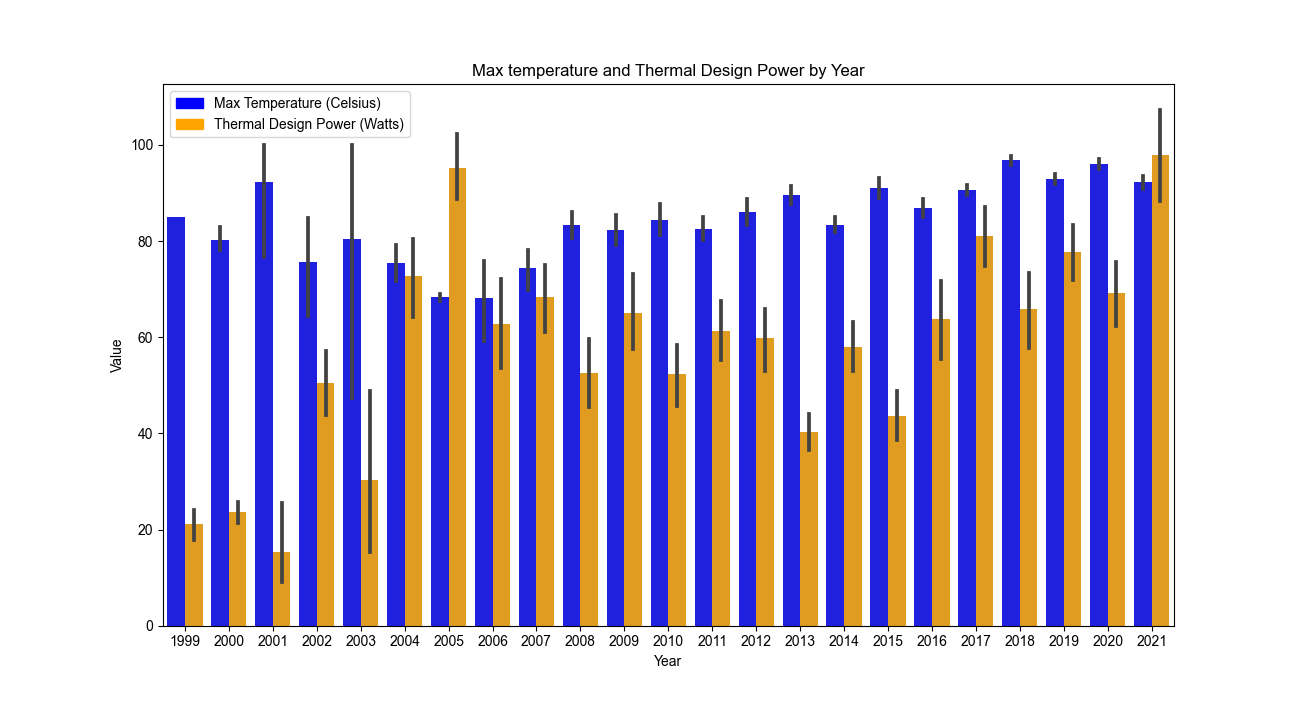 Max temperature and Thermal Design Power by Year
Max Temperature (Celsius)
Thermal Design Power (Watts)
Value
100
80
60
40
20
0
1999 2000 2001 2002 2003 2004 2005 2006 2007 2008 2009 2010 2011 2012 2013 2014 2015 2016 2017 2018 2019 2020 2021
Year